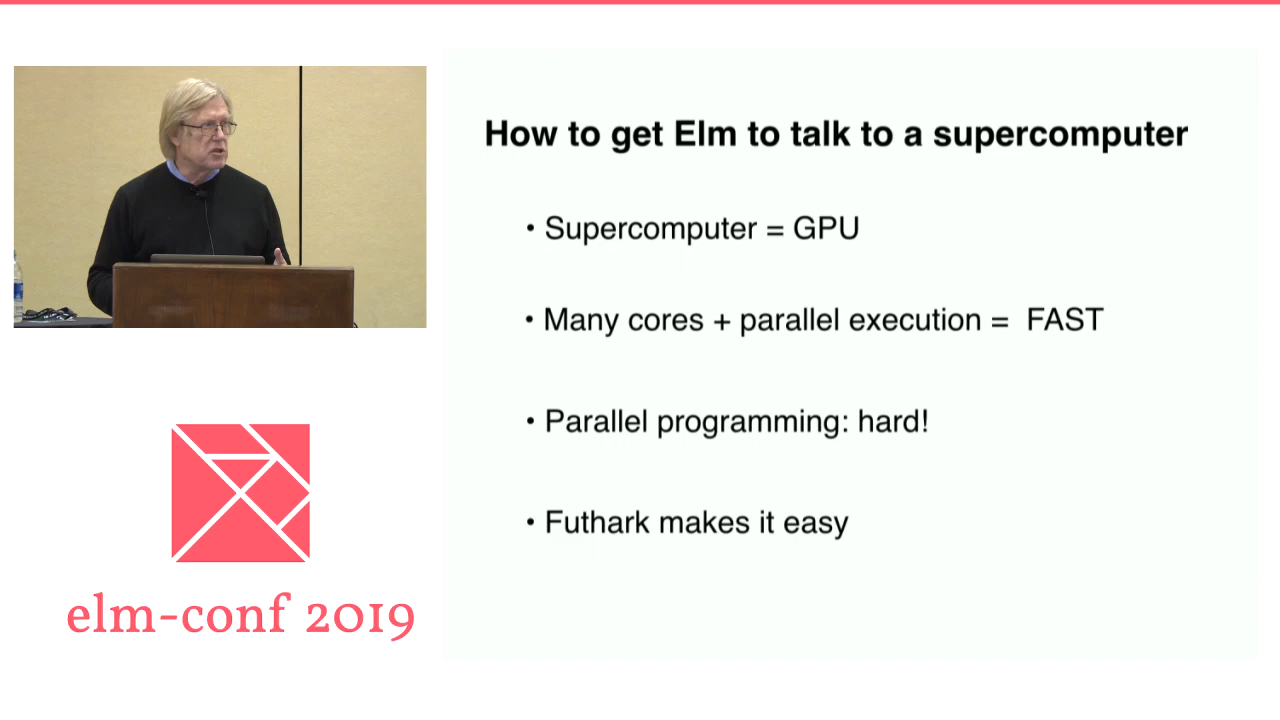 How to get Elm to talk to a supercomputer
• Supercomputer = GPU
• Many cores + parallel execution = FAST
• Parallel programming: hard!
• Futhark makes it easy
elm-conf 2019